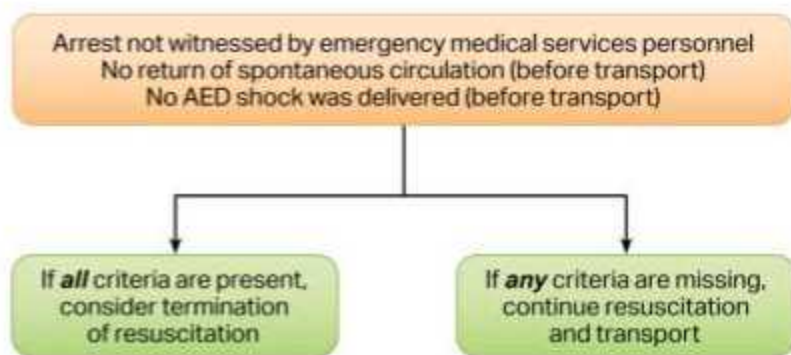 Arrest not witnessed by emergency medical services personnel
No return of spontaneous circulation (before transport)
No AED shock was delivered (before transport)
If all criteria are present,
consider termination
of resuscitation
If any criteria are missing,
continue resuscitation
and transport